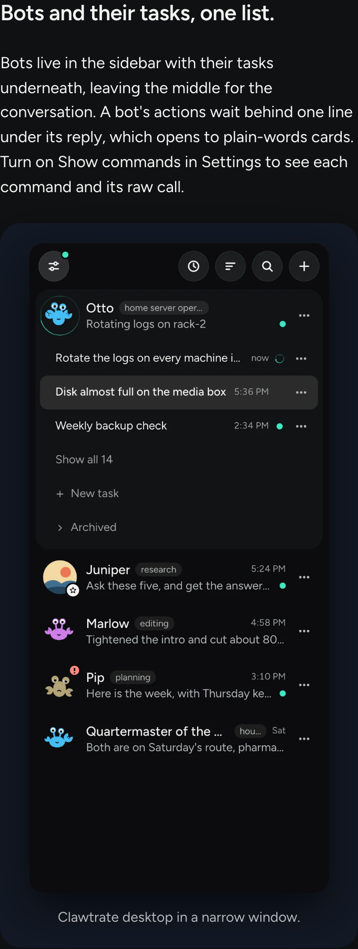 Bots and their tasks, one list.
Bots live in the sidebar with their tasks
underneath, leaving the middle for the
conversation. A bot's actions wait behind one line
under its reply, which opens to plain-words cards.
Turn on Show commands in Settings to see each
command and its raw call.
Otto home server oper...
Rotating logs on rack-2
Rotate the logs on every machine i... now
Disk almost full on the media box 5:36 PM
Weekly backup check 2:34 PM
Show all 14
+ New task
> Archived
Juniper research 5:24 PM
Ask these five, and get the answer...
Marlow editing 4:58 PM
Tightened the intro and cut about 80...
Pip planning 3:10 PM
Here is the week, with Thursday ke...
Quartermaster of the ... hou... Sat
Both are on Saturday's route, pharma...
Clawtrate desktop in a narrow window.